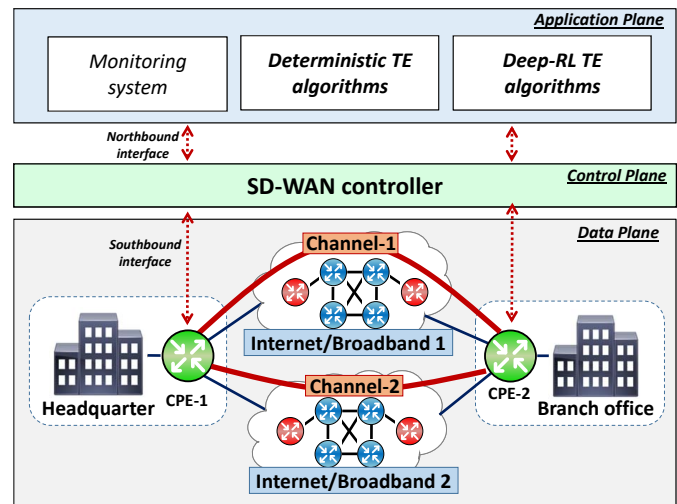 Application Plane
Monitoring
system
Deterministic TE
algorithms
Deep-RL TE
algorithms
Northbound
interface
Control Plane
SD-WAN controller
Data Plane
Southbound
interface
Channel-1
Internet/Broadband 1
Headquarter
CPE-1
Channel-2
CPE-2
Branch office
Internet/Broadband 2